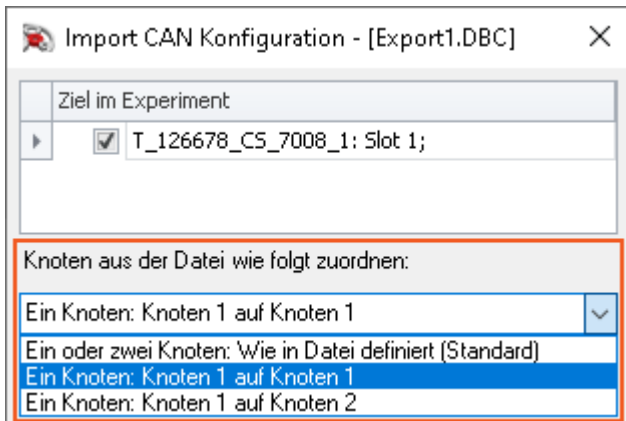 Import CAN Konfiguration - [Export1.DBC]
Ziel im Experiment
T_126678_CS_7008_1: Slot 1;
Knoten aus der Datei wie folgt zuordnen:
Ein Knoten: Knoten 1 auf Knoten 1
Ein oder zwei Knoten: Wie in Datei definiert (Standard)
Ein Knoten: Knoten 1 auf Knoten 1
Ein Knoten: Knoten 1 auf Knoten 2